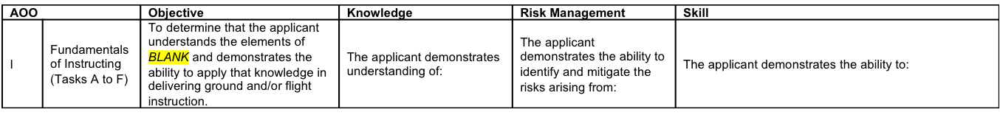 AOO Objective Knowledge Risk Management Skill
I
Fundamentals
of Instructing
(Tasks A to F)
To determine that the applicant
understands the elements of
BLANK and demonstrates the
ability to apply that knowledge in
delivering ground and/or flight
instruction.
The applicant demonstrates
understanding of:
The applicant
demonstrates the ability to
identify and mitigate the
risks arising from:
The applicant demonstrates the ability to: